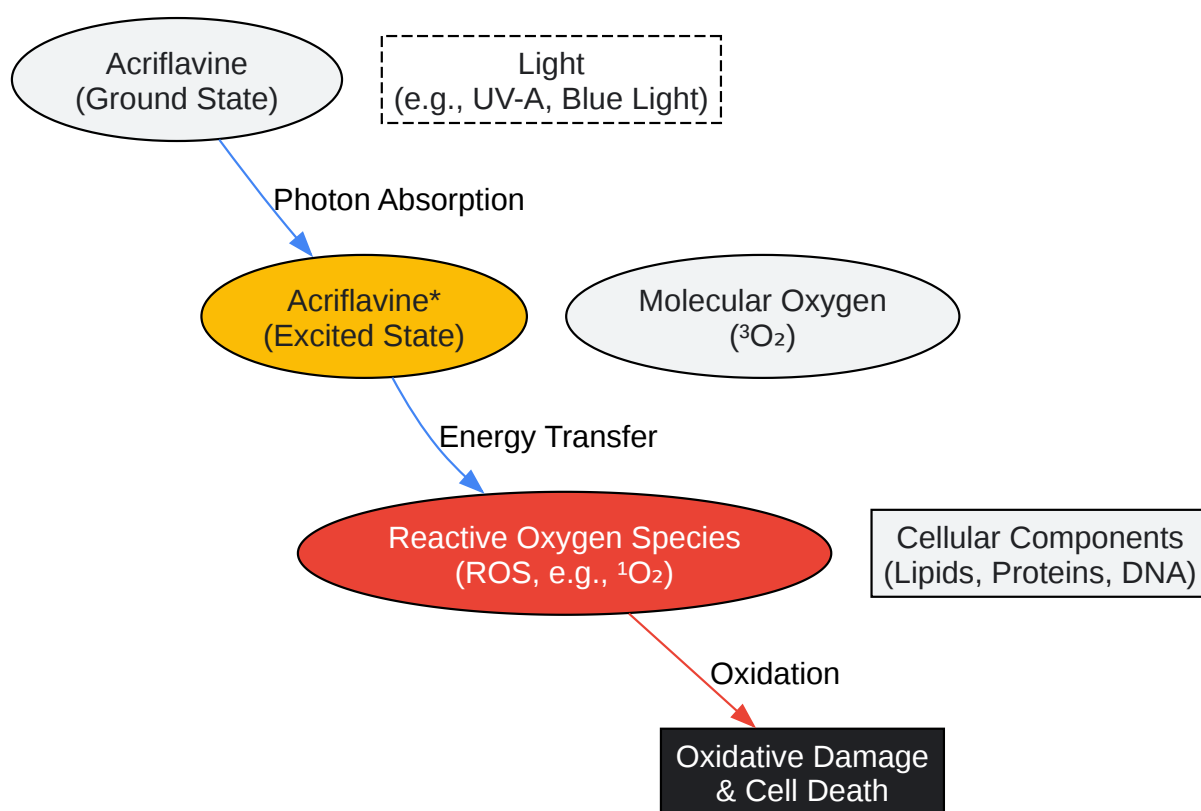 Acriflavine
(Ground State)
Light
(e.g., UV-A, Blue Light)
Photon Absorption
Acriflavine*
(Excited State)
Molecular Oxygen
(³O₂)
Energy Transfer
Reactive Oxygen Species
(ROS, e.g., ¹O₂)
Cellular Components
(Lipids, Proteins, DNA)
Oxidation
Oxidative Damage
& Cell Death